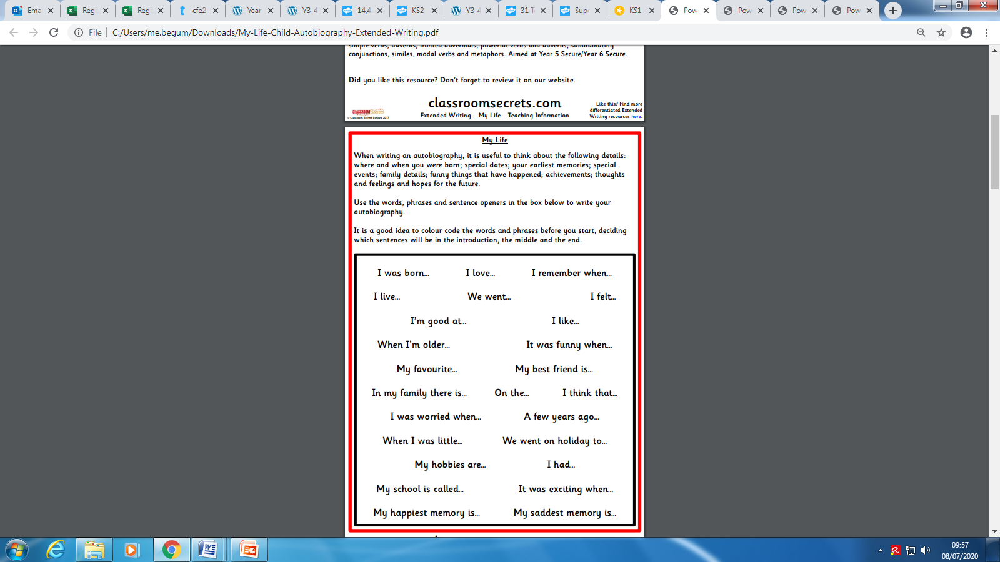 Ema
Regi
Regi
cfe2
Year
Y3-4
14,4
KS2
Y3-4
31 T
Supe
KS1
Pow
Pow
Pow
Pow
File
C:/Users/me.begum/Downloads/My-Life-Child-Autobiography-Extended-Writing.pdf
simple verbs, adverbs, fronted adverbials, powerful verbs and adverbs, subordinating
conjunctions, similes, modal verbs and metaphors. Aimed at Year 5 Secure/Year 6 Secure.
Did you like this resource? Don't forget to review it on our website.
classroomsecrets.com
Extended Writing – My Life – Teaching Information
CLASSROOM Secrets
© Classroom Secrets Limited 2017
Like this? Find more
differentiated Extended
Writing resources here.
My Life
When writing an autobiography, it is useful to think about the following details:
where and when you were born; special dates; your earliest memories; special
events; family details; funny things that have happened; achievements; thoughts
and feelings and hopes for the future.
Use the words, phrases and sentence openers in the box below to write your
autobiography.
It is a good idea to colour code the words and phrases before you start, deciding
which sentences will be in the introduction, the middle and the end.
I was born... I love... I remember when...
I live... We went... I felt...
I'm good at... I like...
When I'm older... It was funny when...
My favourite... My best friend is...
In my family there is... On the... I think that...
I was worried when... A few years ago...
When I was little... We went on holiday to...
My hobbies are... I had...
My school is called... It was exciting when...
My happiest memory is... My saddest memory is...
09:57
08/07/2020